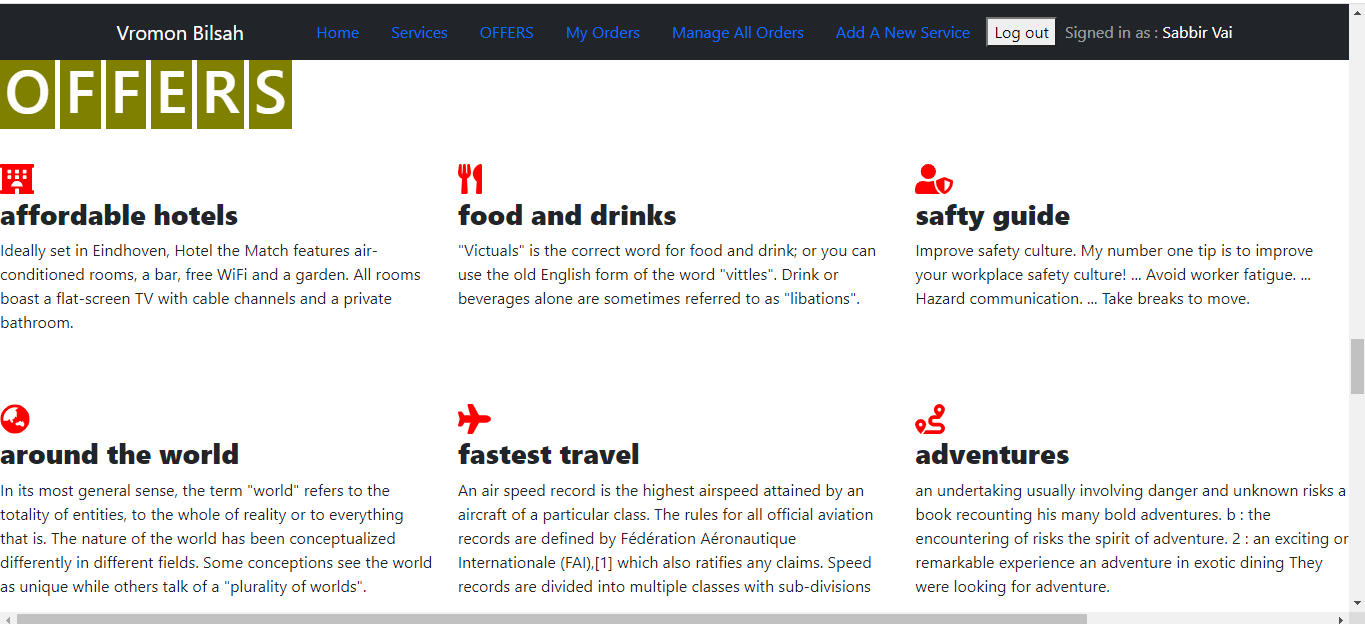 Vromon Bilsah Home Services OFFERS My Orders Manage All Orders Add A New Service Log out Signed in as : Sabbir Vai
OFFERS
affordable hotels
Ideally set in Eindhoven, Hotel the Match features air-
conditioned rooms, a bar, free WiFi and a garden. All rooms
boast a flat-screen TV with cable channels and a private
bathroom.
food and drinks
"Victuals" is the correct word for food and drink; or you can
use the old English form of the word "vittles". Drink or
beverages alone are sometimes referred to as "libations".
safty guide
Improve safety culture. My number one tip is to improve
your workplace safety culture! ... Avoid worker fatigue. ...
Hazard communication. ... Take breaks to move.
around the world
In its most general sense, the term "world" refers to the
totality of entities, to the whole of reality or to everything
that is. The nature of the world has been conceptualized
differently in different fields. Some conceptions see the world
as unique while others talk of a "plurality of worlds".
fastest travel
An air speed record is the highest airspeed attained by an
aircraft of a particular class. The rules for all official aviation
records are defined by Fédération Aéronautique
Internationale (FAI),[1] which also ratifies any claims. Speed
records are divided into multiple classes with sub-divisions
adventures
an undertaking usually involving danger and unknown risks a
book recounting his many bold adventures. b : the
encountering of risks the spirit of adventure. 2 : an exciting or
remarkable experience an adventure in exotic dining They
were looking for adventure.